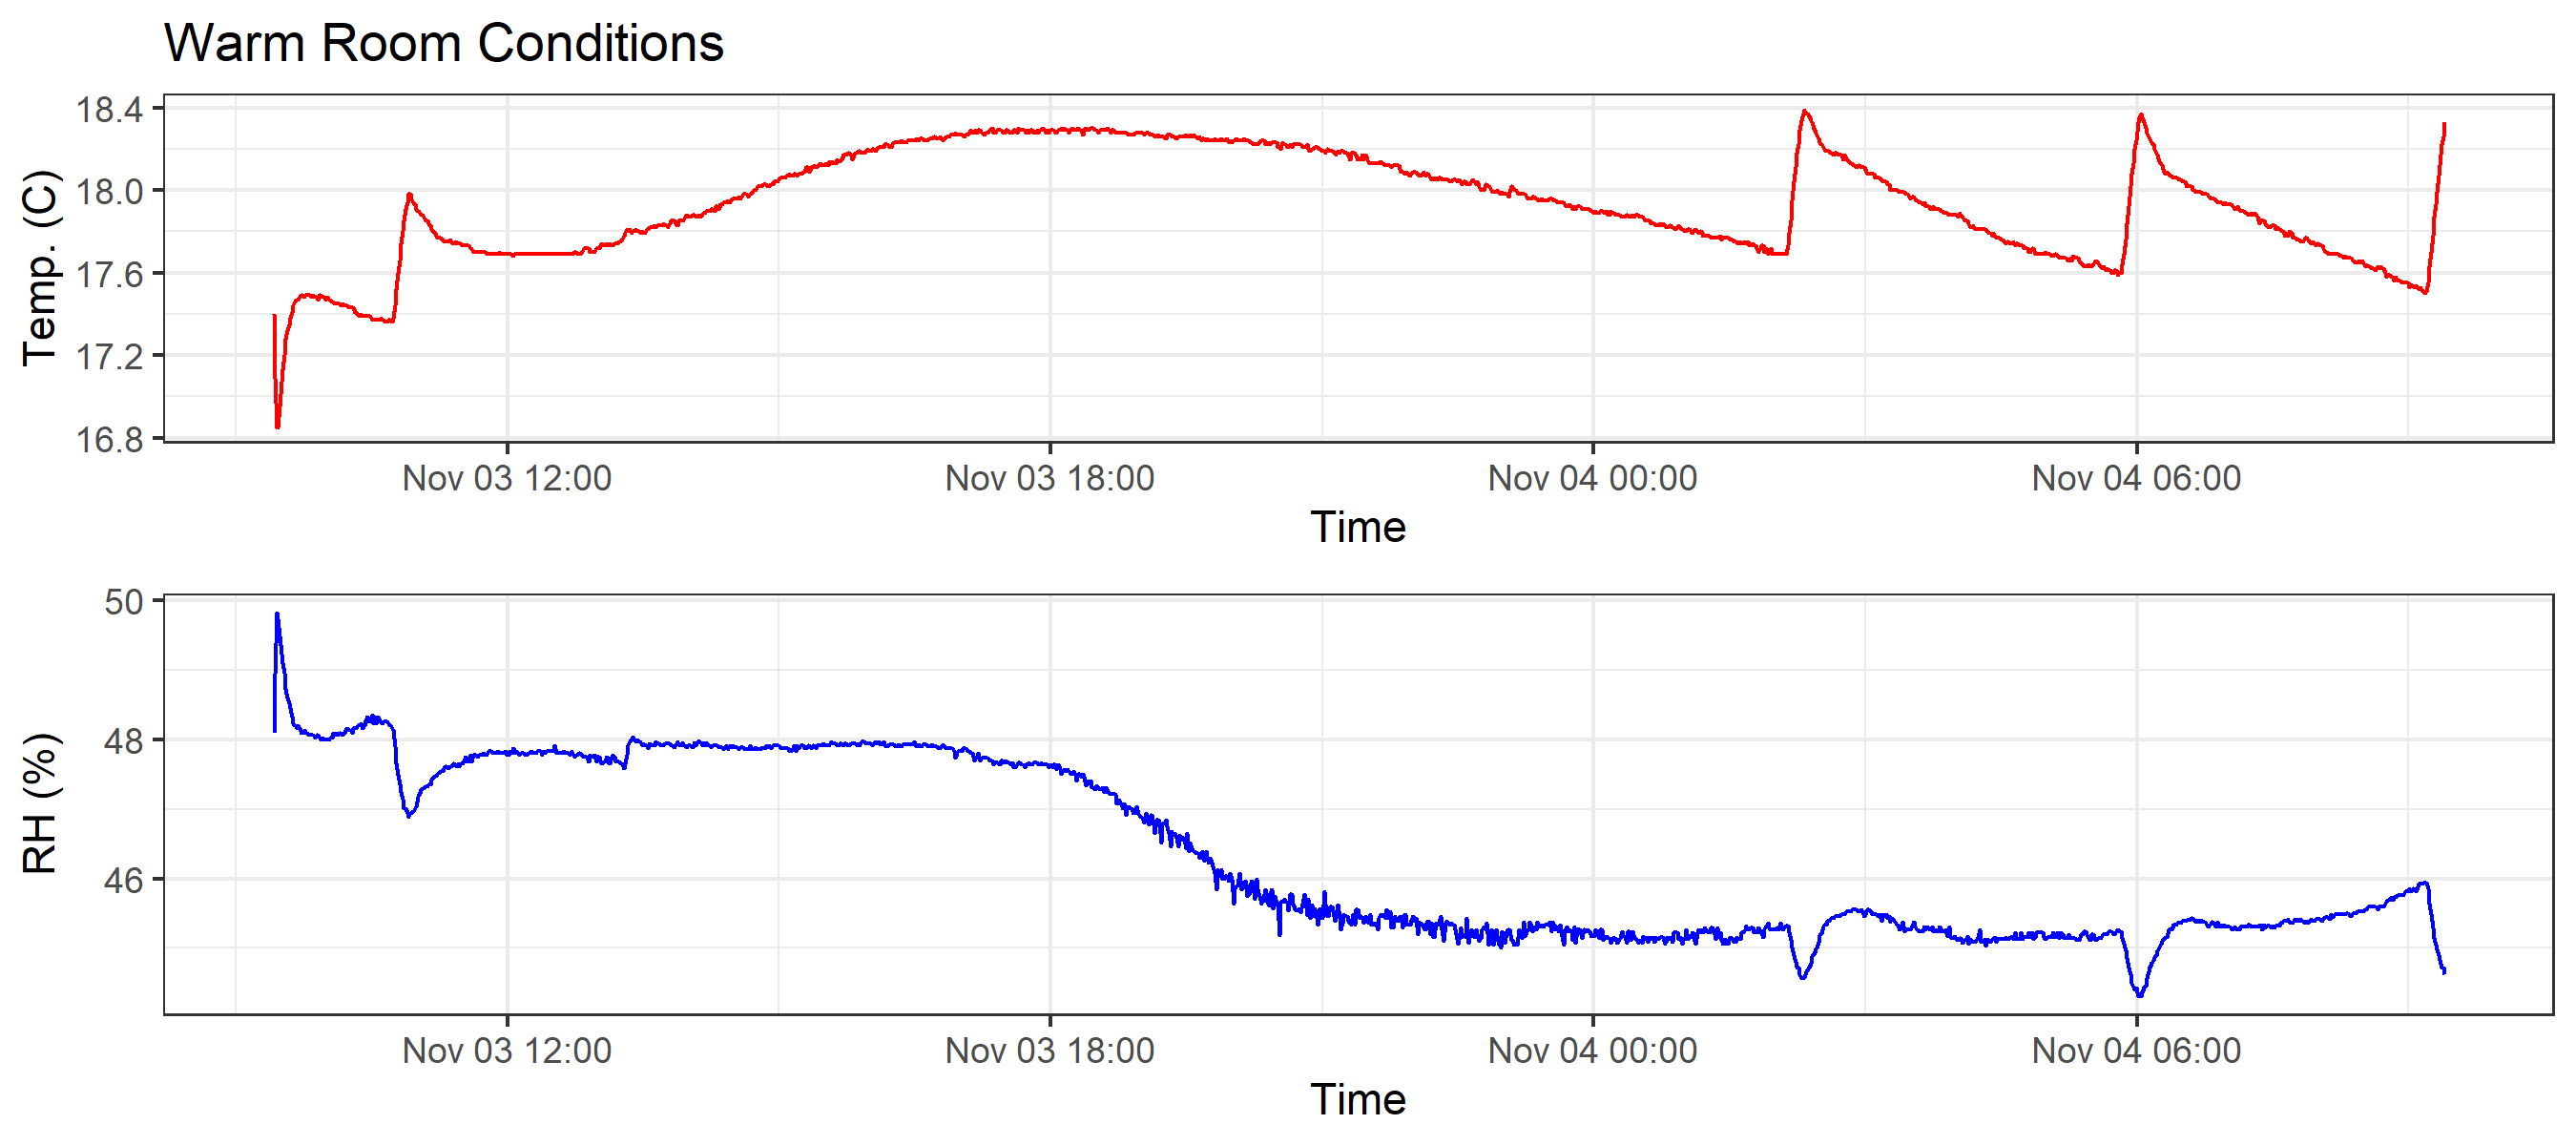 Warm Room Conditions
Temp. (C)
18.4
18.0
17.6
17.2
16.8
Nov 03 12:00 Nov 03 18:00 Nov 04 00:00 Nov 04 06:00
Time
RH (%)
50
48
46
Nov 03 12:00 Nov 03 18:00 Nov 04 00:00 Nov 04 06:00
Time